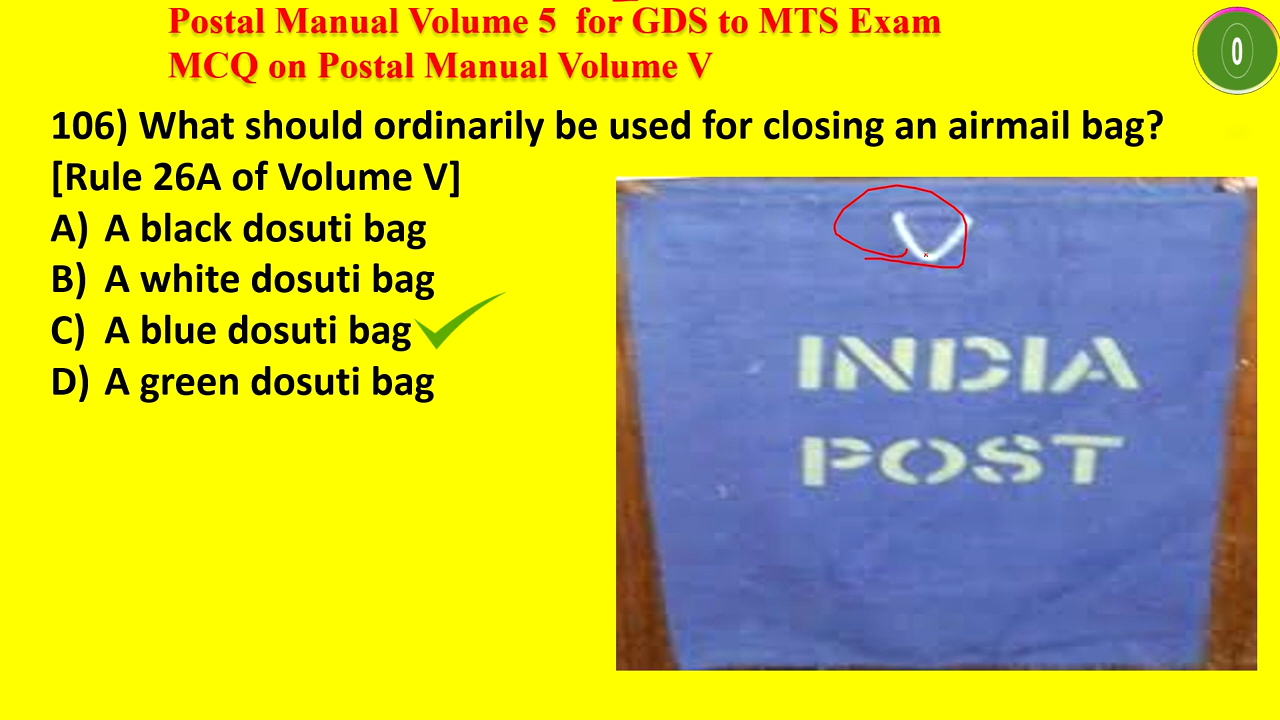 Postal Manual Volume 5 for GDS to MTS Exam
MCQ on Postal Manual Volume V
0
106) What should ordinarily be used for closing an airmail bag?
[Rule 26A of Volume V]
A) A black dosuti bag
B) A white dosuti bag
C) A blue dosuti bag
D) A green dosuti bag
V
INDIA
POST